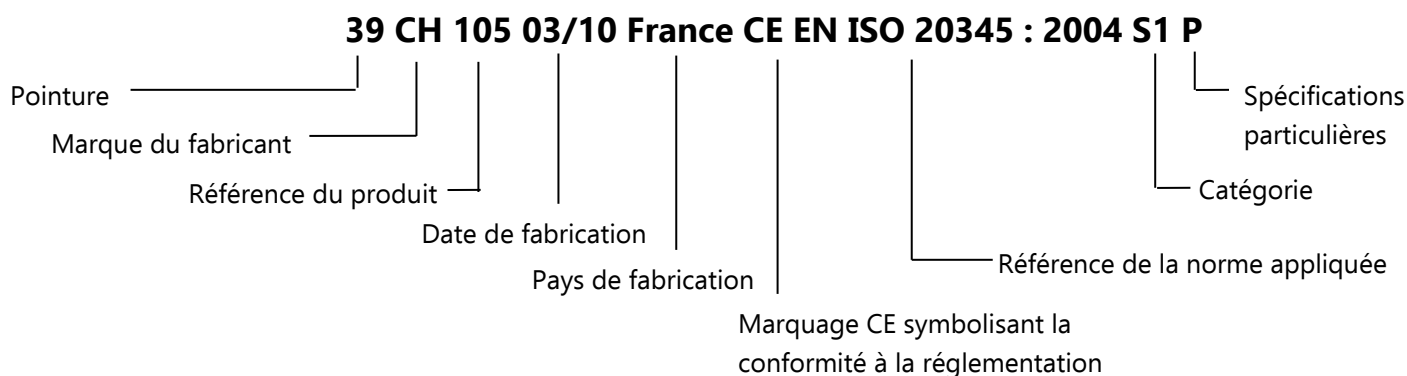 39 CH 105 03/10 France CE EN ISO 20345 : 2004 S1 P
Pointure
Marque du fabricant
Référence du produit
Date de fabrication
Pays de fabrication
Marquage CE symbolisant la
conformité à la réglementation
Référence de la norme appliquée
Catégorie
Spécifications
particulières